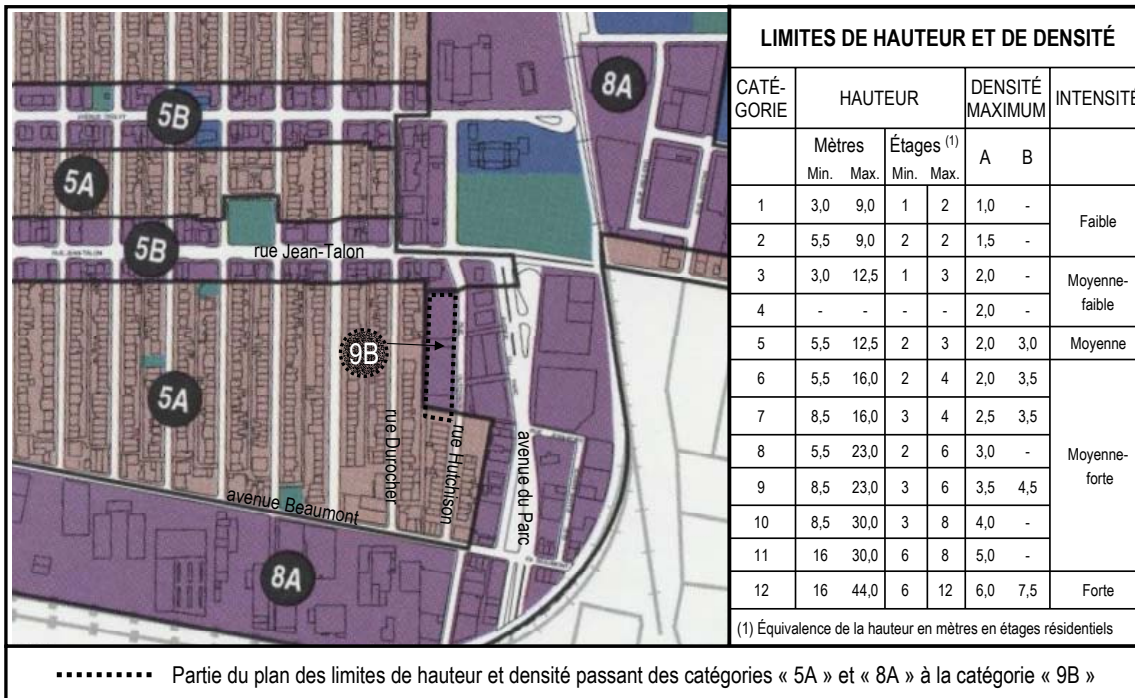 8A
5B
AVENUE OGILVY
5A
5B
RUE JEAN-TALON
rue Jean-Talon
9B
5A
rue Durocher
rue Hutchison
avenue du Parc
avenue Beaumont
8A
LIMITES DE HAUTEUR ET DE DENSITÉ
CATÉ-GORIE HAUTEUR DENSITÉ MAXIMUM INTENSITÉ
Mètres Étages (1) A B
Min. Max. Min. Max.
1 3,0 9,0 1 2 1,0 - Faible
2 5,5 9,0 2 2 1,5 -
3 3,0 12,5 1 3 2,0 - Moyenne-faible
4 - - - - 2,0 -
5 5,5 12,5 2 3 2,0 3,0 Moyenne
6 5,5 16,0 2 4 2,0 3,5 Moyenne-forte
7 8,5 16,0 3 4 2,5 3,5
8 5,5 23,0 2 6 3,0 -
9 8,5 23,0 3 6 3,5 4,5
10 8,5 30,0 3 8 4,0 -
11 16 30,0 6 8 5,0 -
12 16 44,0 6 12 6,0 7,5 Forte
(1) Équivalence de la hauteur en mètres en étages résidentiels
Partie du plan des limites de hauteur et densité passant des catégories « 5A » et « 8A » à la catégorie « 9B »